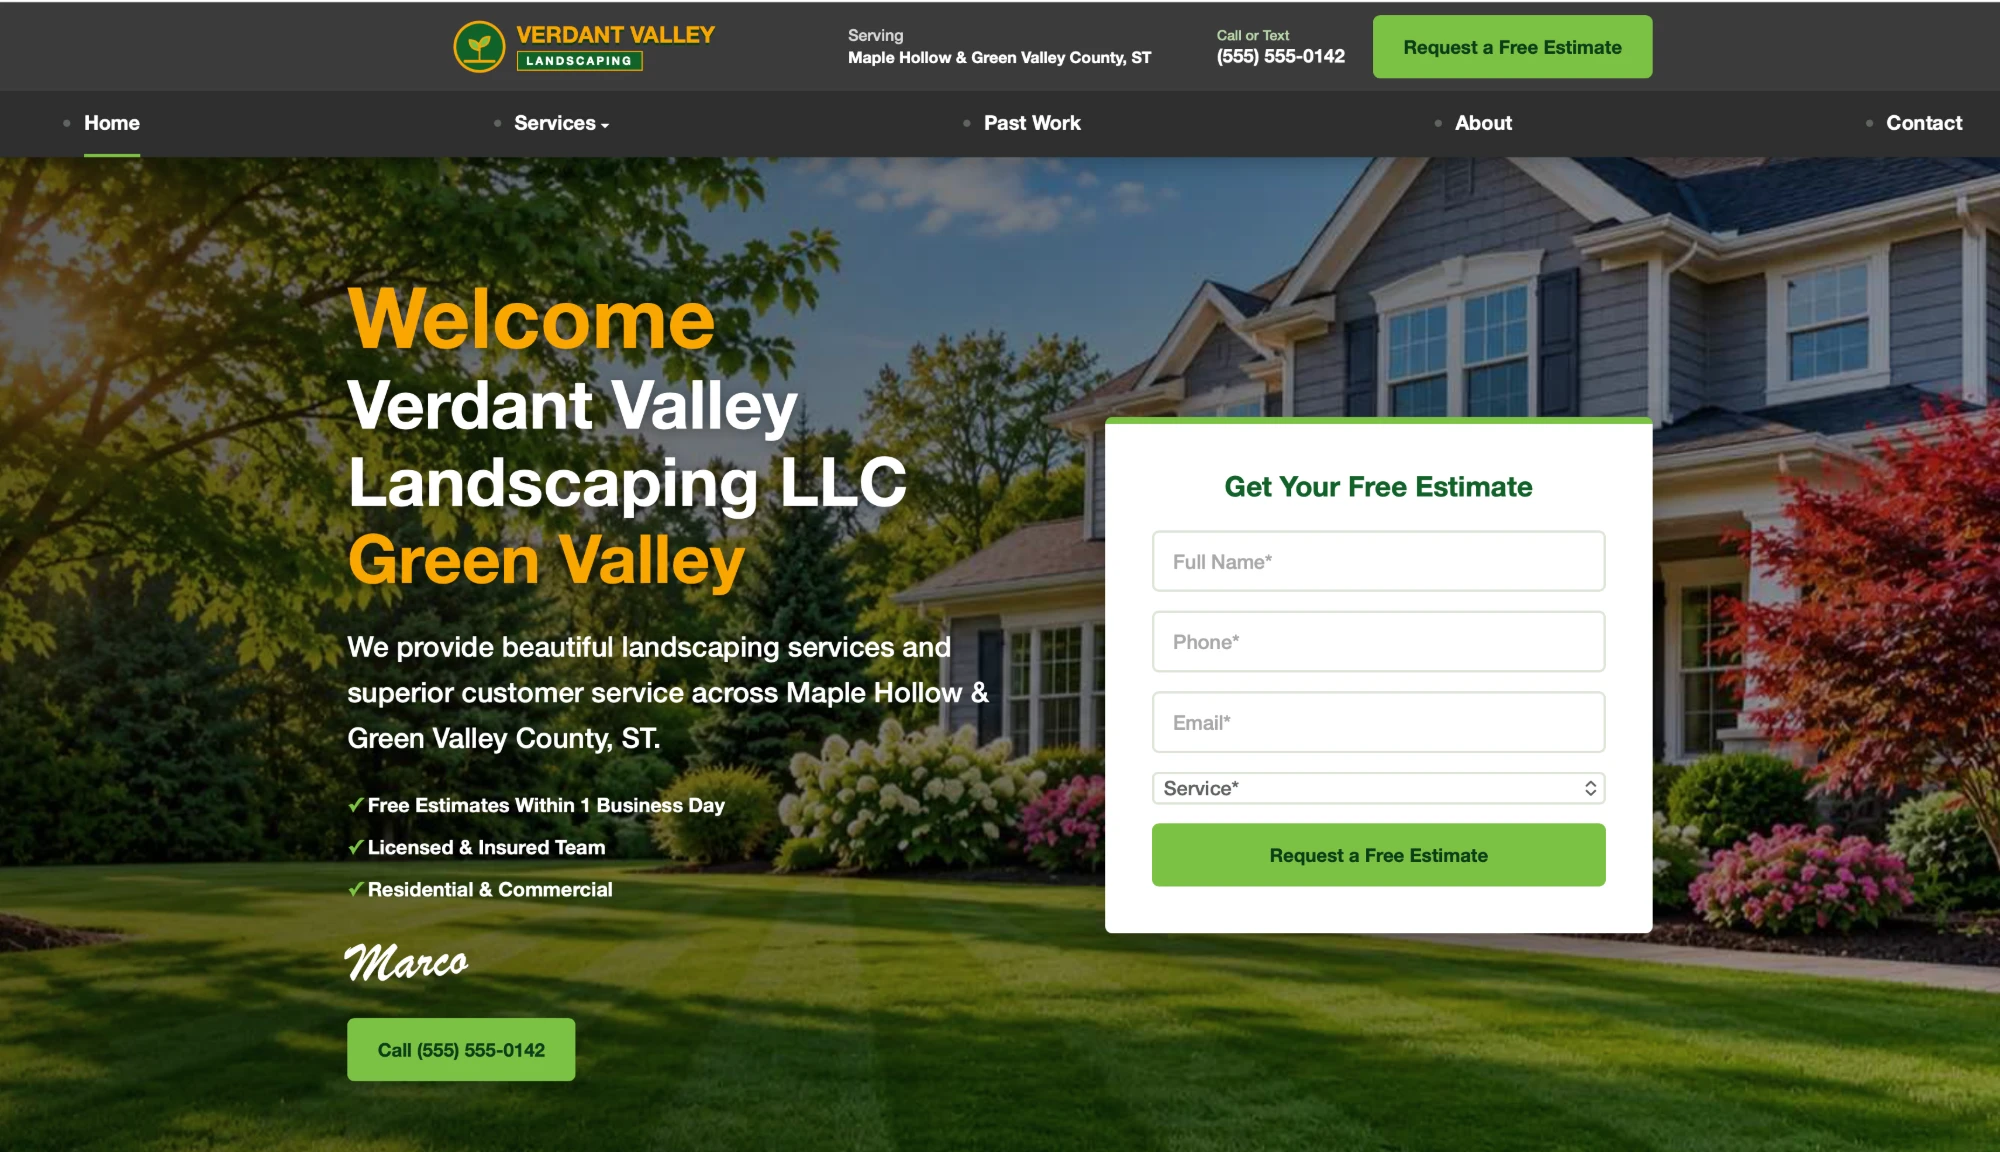 VERDANT VALLEY
LANDSCAPING
Serving
Maple Hollow & Green Valley County, ST
Call or Text
(555) 555-0142
Request a Free Estimate
Home
Services
Past Work
About
Contact
Welcome
Verdant Valley
Landscaping LLC
Green Valley
We provide beautiful landscaping services and
superior customer service across Maple Hollow &
Green Valley County, ST.
✓ Free Estimates Within 1 Business Day
✓ Licensed & Insured Team
✓ Residential & Commercial
Marco
Call (555) 555-0142
Get Your Free Estimate
Full Name*
Phone*
Email*
Service*
Request a Free Estimate